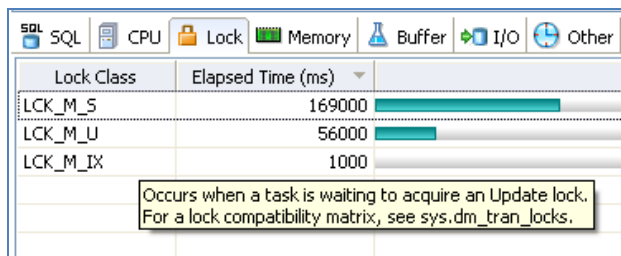 SQL SQL CPU Lock Memory Buffer I/O Other
Lock Class Elapsed Time (ms)
LCK_M_S 169000
LCK_M_U 56000
LCK_M_IX 1000
Occurs when a task is waiting to acquire an Update lock.
For a lock compatibility matrix, see sys.dm_tran_locks.